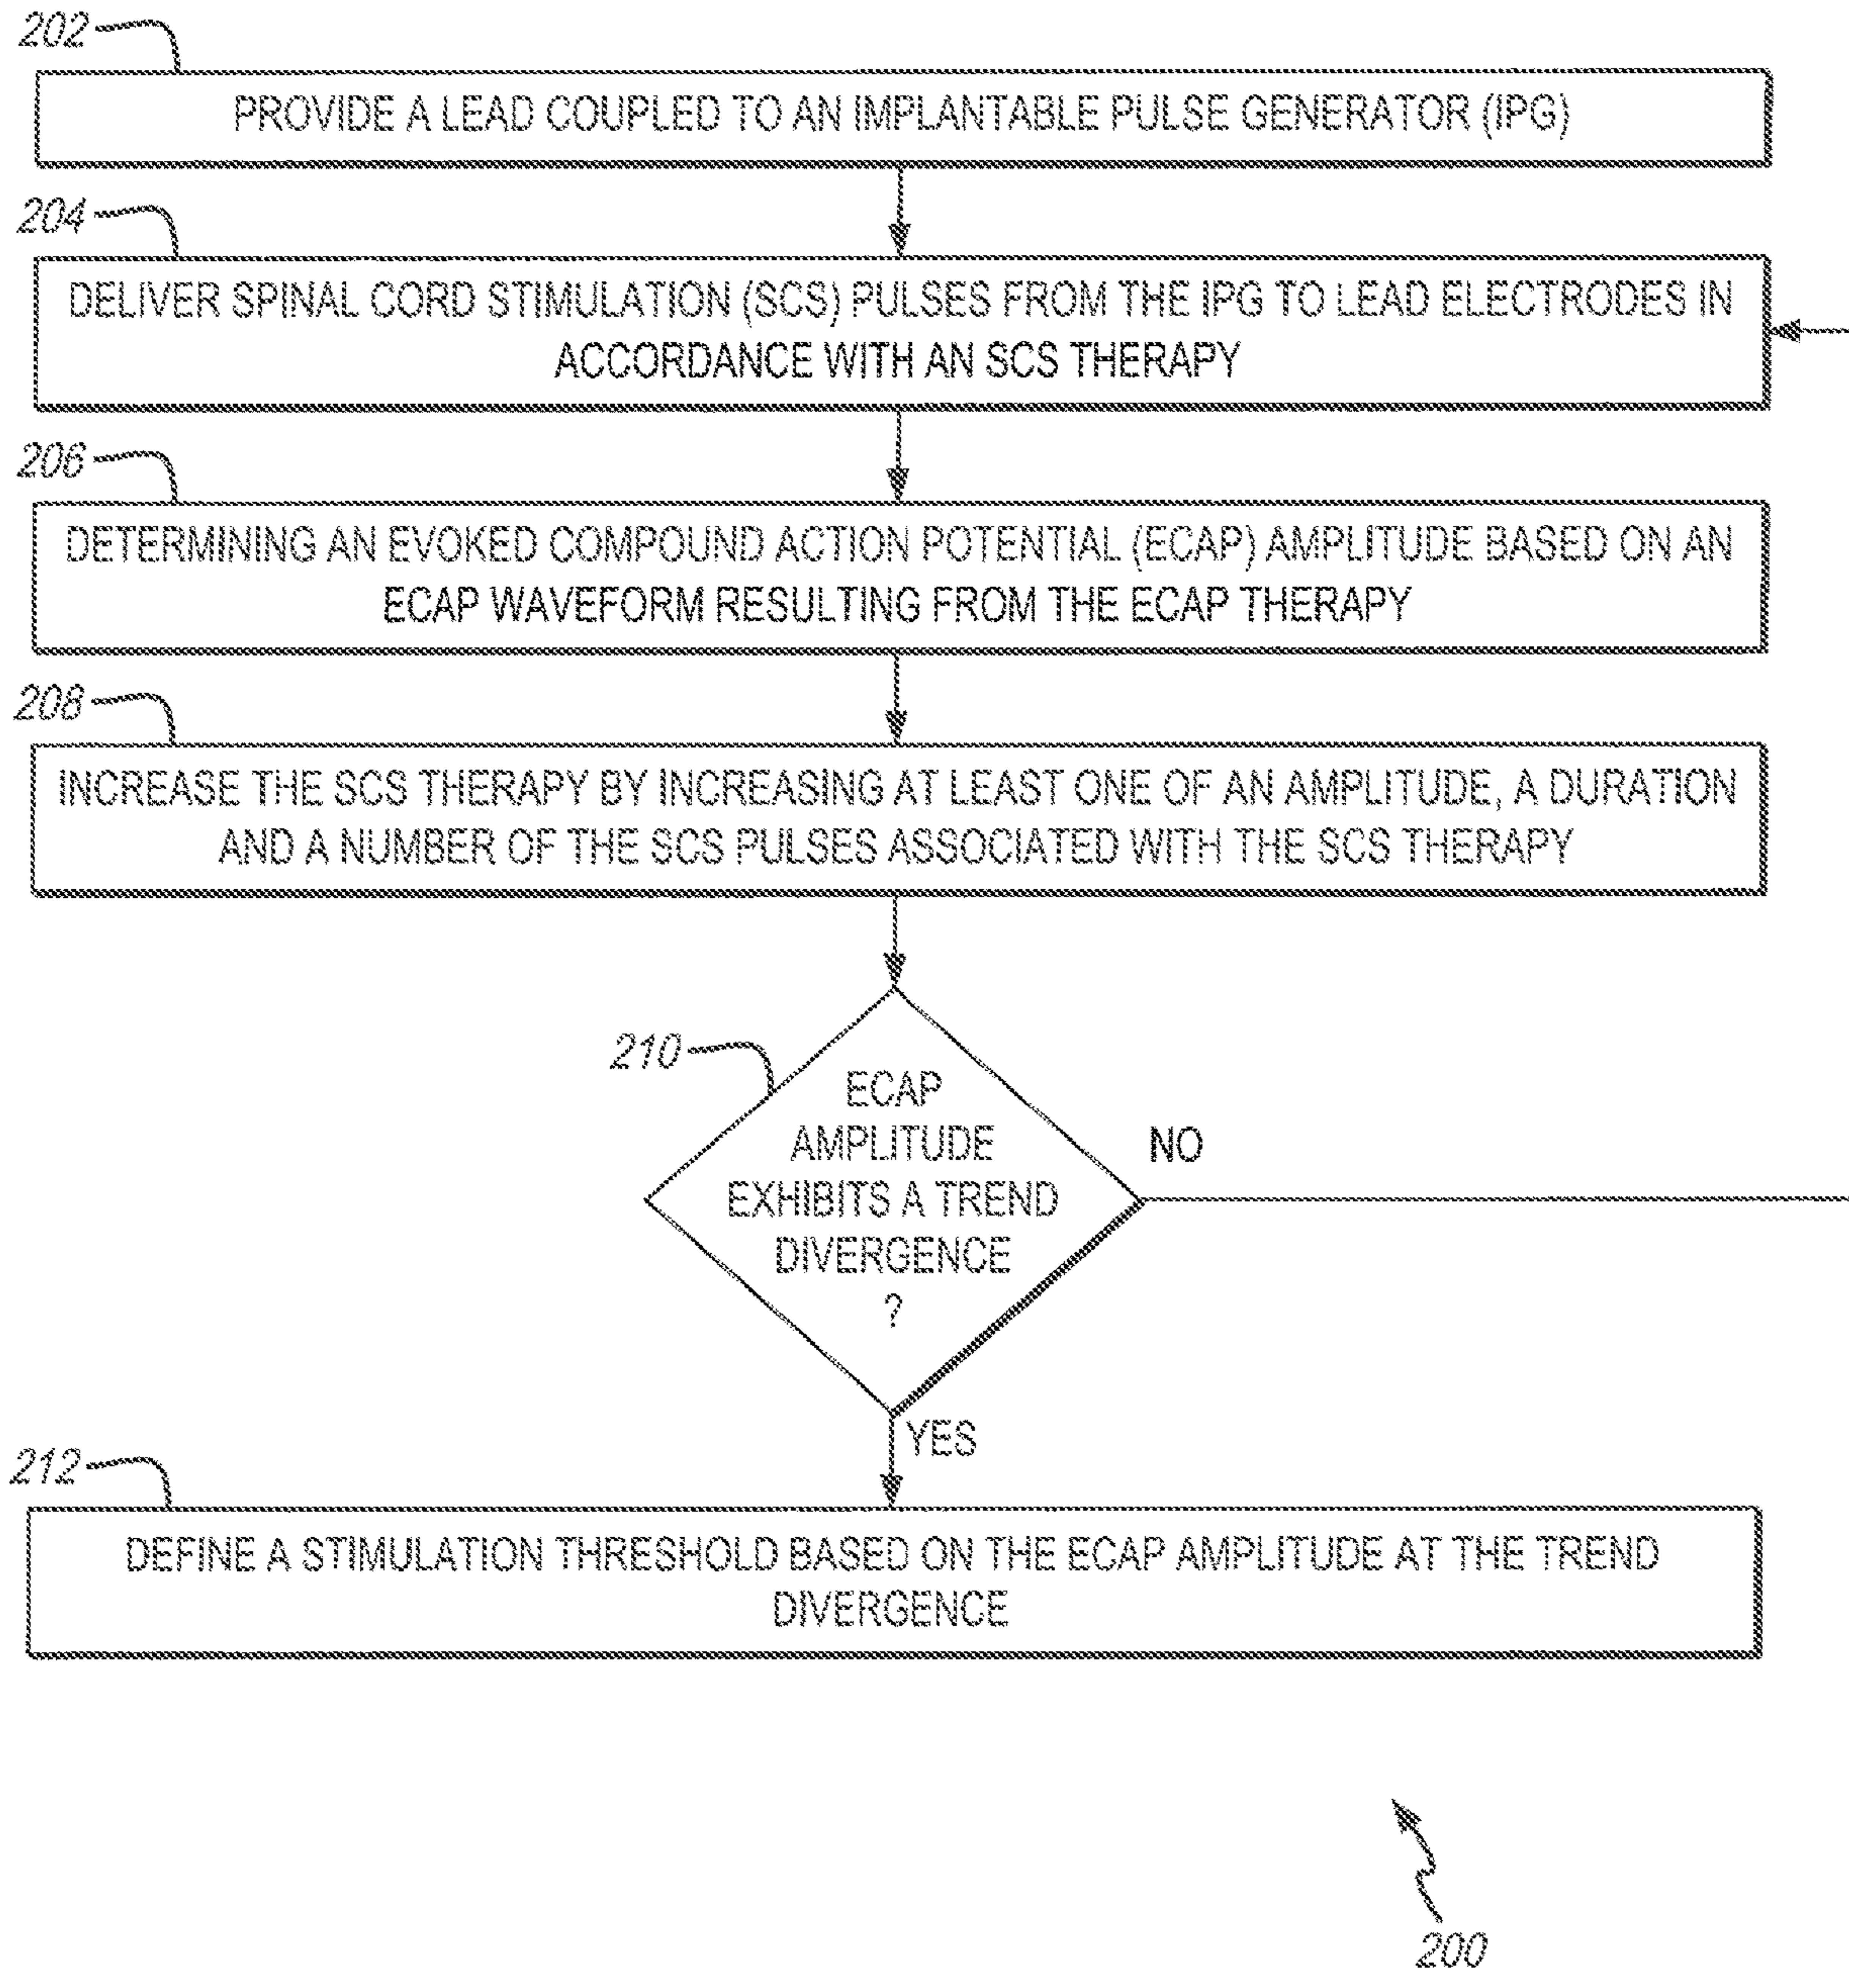 202
PROVIDE A LEAD COUPLED TO AN IMPLANTABLE PULSE GENERATOR (IPG)
204
DELIVER SPINAL CORD STIMULATION (SCS) PULSES FROM THE IPG TO LEAD ELECTRODES IN
ACCORDANCE WITH AN SCS THERAPY
206
DETERMINING AN EVOKED COMPOUND ACTION POTENTIAL (ECAP) AMPLITUDE BASED ON AN
ECAP WAVEFORM RESULTING FROM THE ECAP THERAPY
208
INCREASE THE SCS THERAPY BY INCREASING AT LEAST ONE OF AN AMPLITUDE, A DURATION
AND A NUMBER OF THE SCS PULSES ASSOCIATED WITH THE SCS THERAPY
210
ECAP
AMPLITUDE
EXHIBITS A TREND
DIVERGENCE
?
NO
YES
212
DEFINE A STIMULATION THRESHOLD BASED ON THE ECAP AMPLITUDE AT THE TREND
DIVERGENCE
200